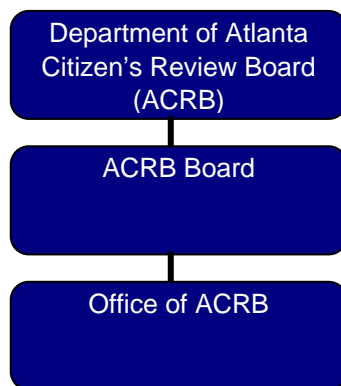 Department of Atlanta
Citizen's Review Board
(ACRB)
ACRB Board
Office of ACRB